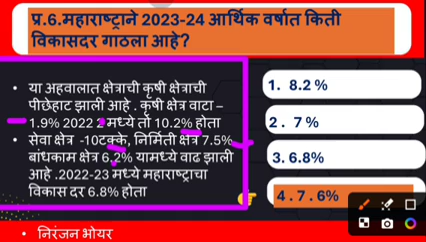 प्र.6.महाराष्ट्राने 2023-24 आर्थिक वर्षात किती
विकासदर गाठला आहे?
• या अहवालात क्षेत्राची कृषी क्षेत्राची
पीछेहाट झाली आहे . कृषी क्षेत्र वाटा –
1.9% 2022 2 मध्ये तो 10.2% होता
• सेवा क्षेत्र -10टक्के, निर्मिती क्षेत्र 7.5%
बांधकाम क्षेत्र 6.2% यामध्ये वाढ झाली
आहे .2022-23 मध्ये महाराष्ट्राचा
विकास दर 6.8% होता
1. 8.2 %
2 . 7 %
3. 6.8%
4 . 7 . 6%
• निरंजन भोयर